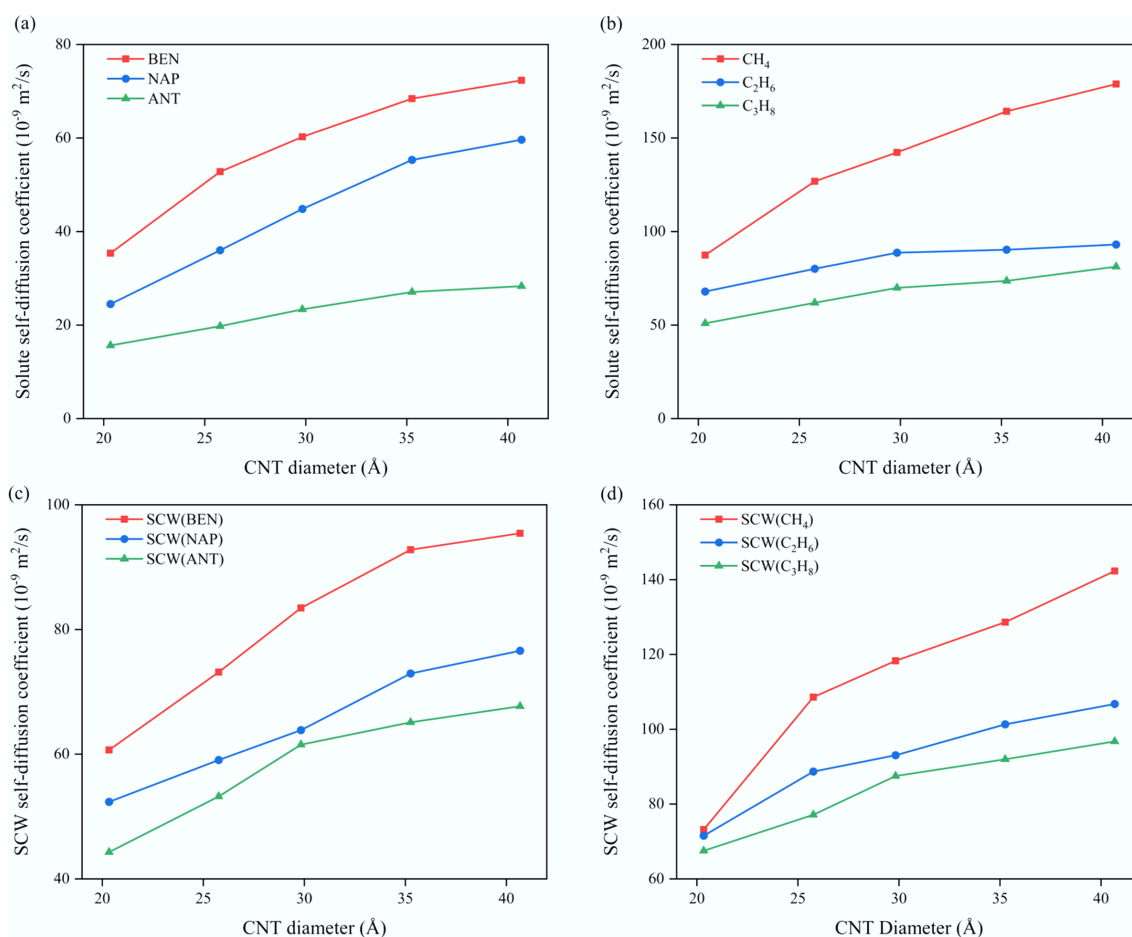 (a)
80
60
40
20
0
Solute self-diffusion coefficient (10⁻⁹ m²/s)
BEN
NAP
ANT
20 25 30 35 40
CNT diameter (Å)
(b)
200
150
100
50
0
Solute self-diffusion coefficient (10⁻⁹ m²/s)
CH₄
C₂H₆
C₃H₈
20 25 30 35 40
CNT diameter (Å)
(c)
100
80
60
40
SCW self-diffusion coefficient (10⁻⁹ m²/s)
SCW(BEN)
SCW(NAP)
SCW(ANT)
20 25 30 35 40
CNT diameter (Å)
(d)
160
140
120
100
80
60
SCW self-diffusion coefficient (10⁻⁹ m²/s)
SCW(CH₄)
SCW(C₂H₆)
SCW(C₃H₈)
20 25 30 35 40
CNT Diameter (Å)